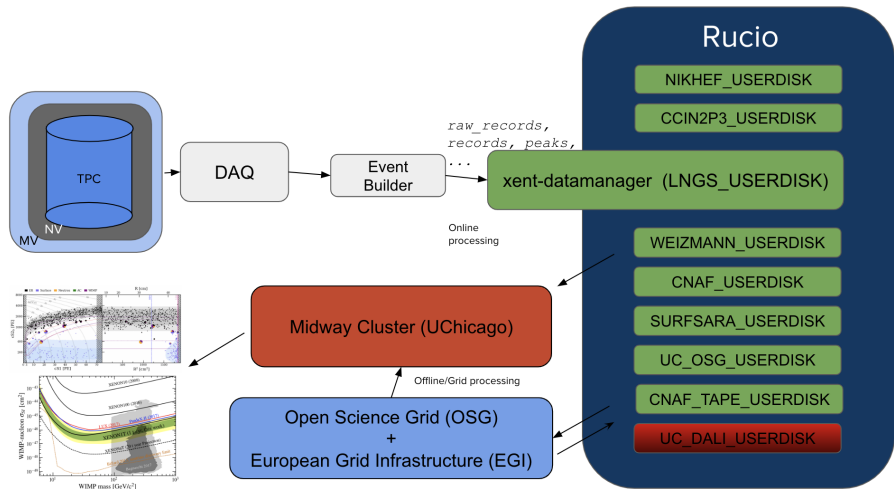 Rucio
NIKHEF_USERDISK
CCIN2P3_USERDISK
raw_records,
records, peaks,
...
TPC
NV
MV
DAQ
Event
Builder
xent-datamanager (LNGS_USERDISK)
Online
processing
WEIZMANN_USERDISK
CNAF_USERDISK
SURFSARA_USERDISK
UC_OSG_USERDISK
CNAF_TAPE_USERDISK
UC_DALI_USERDISK
Midway Cluster (UChicago)
Offline/Grid processing
Open Science Grid (OSG)
+
European Grid Infrastructure (EGI)
WIMP-nucleon
WIMP mass [GeV/c²]